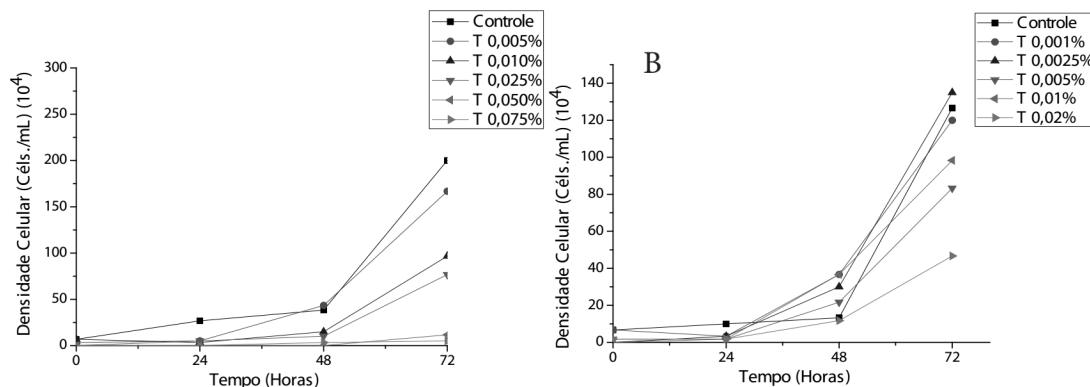 Controle
T 0,005%
T 0,010%
T 0,025%
T 0,050%
T 0,075%
300
250
200
150
100
50
0
Densidade Celular (Céls./mL) (10⁴)
0 24 48 72
Tempo (Horas)
B
Controle
T 0,001%
T 0,0025%
T 0,005%
T 0,01%
T 0,02%
140
120
100
80
60
40
20
0
Densidade Celular (Céls./mL) (10⁴)
0 24 48 72
Tempo (Horas)